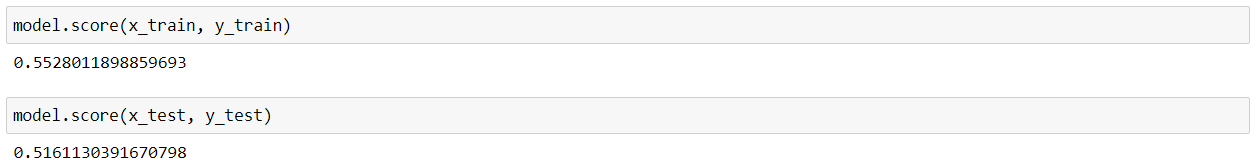 model.score(x_train, y_train)
0.5528011898859693
model.score(x_test, y_test)
0.5161130391670798